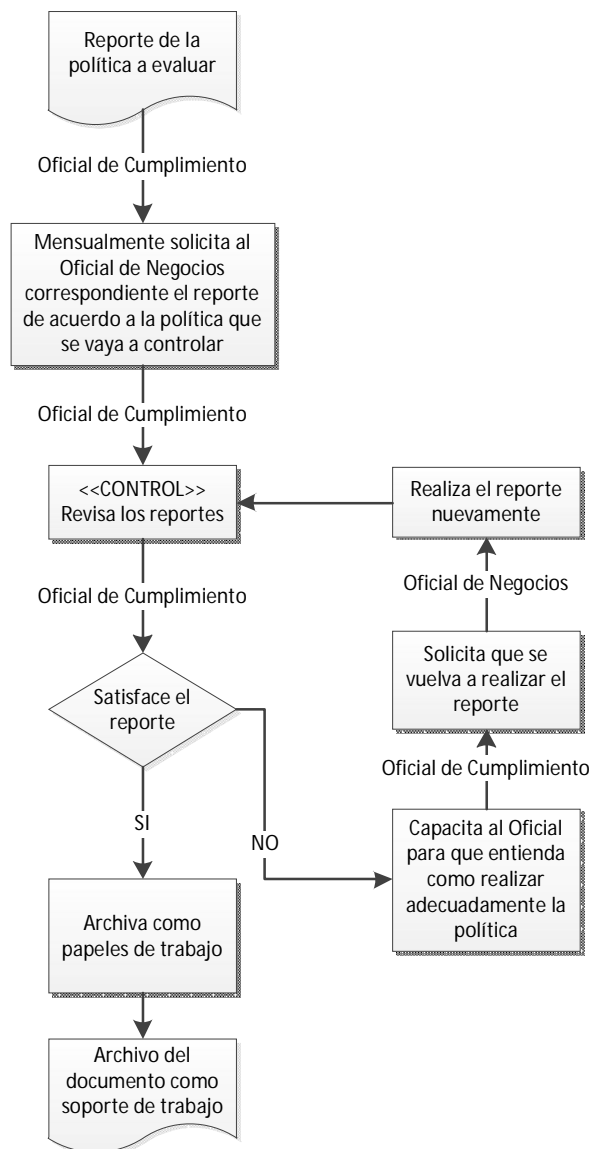 Reporte de la
política a evaluar
Oficial de Cumplimiento
Mensualmente solicita al
Oficial de Negocios
correspondiente el reporte
de acuerdo a la política que
se vaya a controlar
Oficial de Cumplimiento
<<CONTROL>>
Revisa los reportes
Oficial de Cumplimiento
Satisface el
reporte
SI
NO
Archiva como
papeles de trabajo
Archivo del
documento como
soporte de trabajo
Capacita al Oficial
para que entienda
como realizar
adecuadamente la
política
Oficial de Cumplimiento
Solicita que se
vuelva a realizar el
reporte
Oficial de Negocios
Realiza el reporte
nuevamente